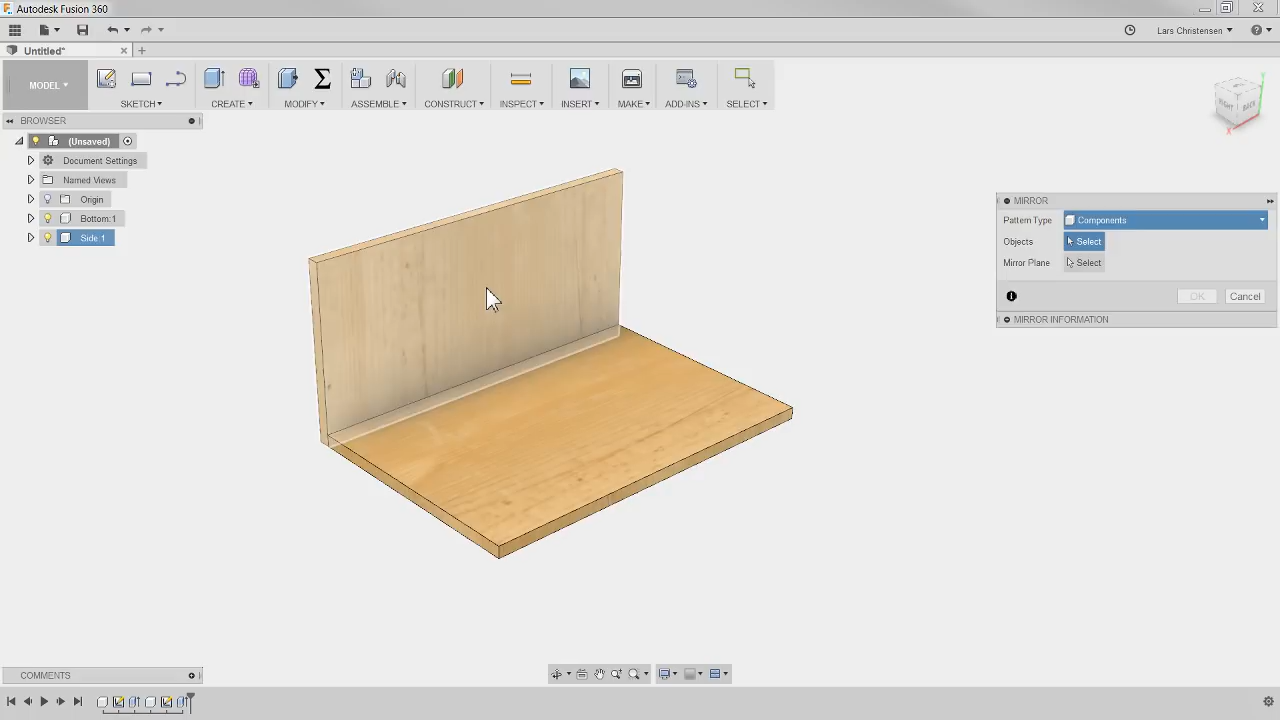 Autodesk Fusion 360
Lars Christensen
Untitled*
MODEL
SKETCH
CREATE
MODIFY
ASSEMBLE
CONSTRUCT
INSPECT
INSERT
MAKE
ADD-INS
SELECT
BROWSER
(Unsaved)
Document Settings
Named Views
Origin
Bottom:1
Side:1
RIGHT
BACK
X
Y
MIRROR
Pattern Type Components
Objects Select
Mirror Plane Select
OK Cancel
MIRROR INFORMATION
COMMENTS